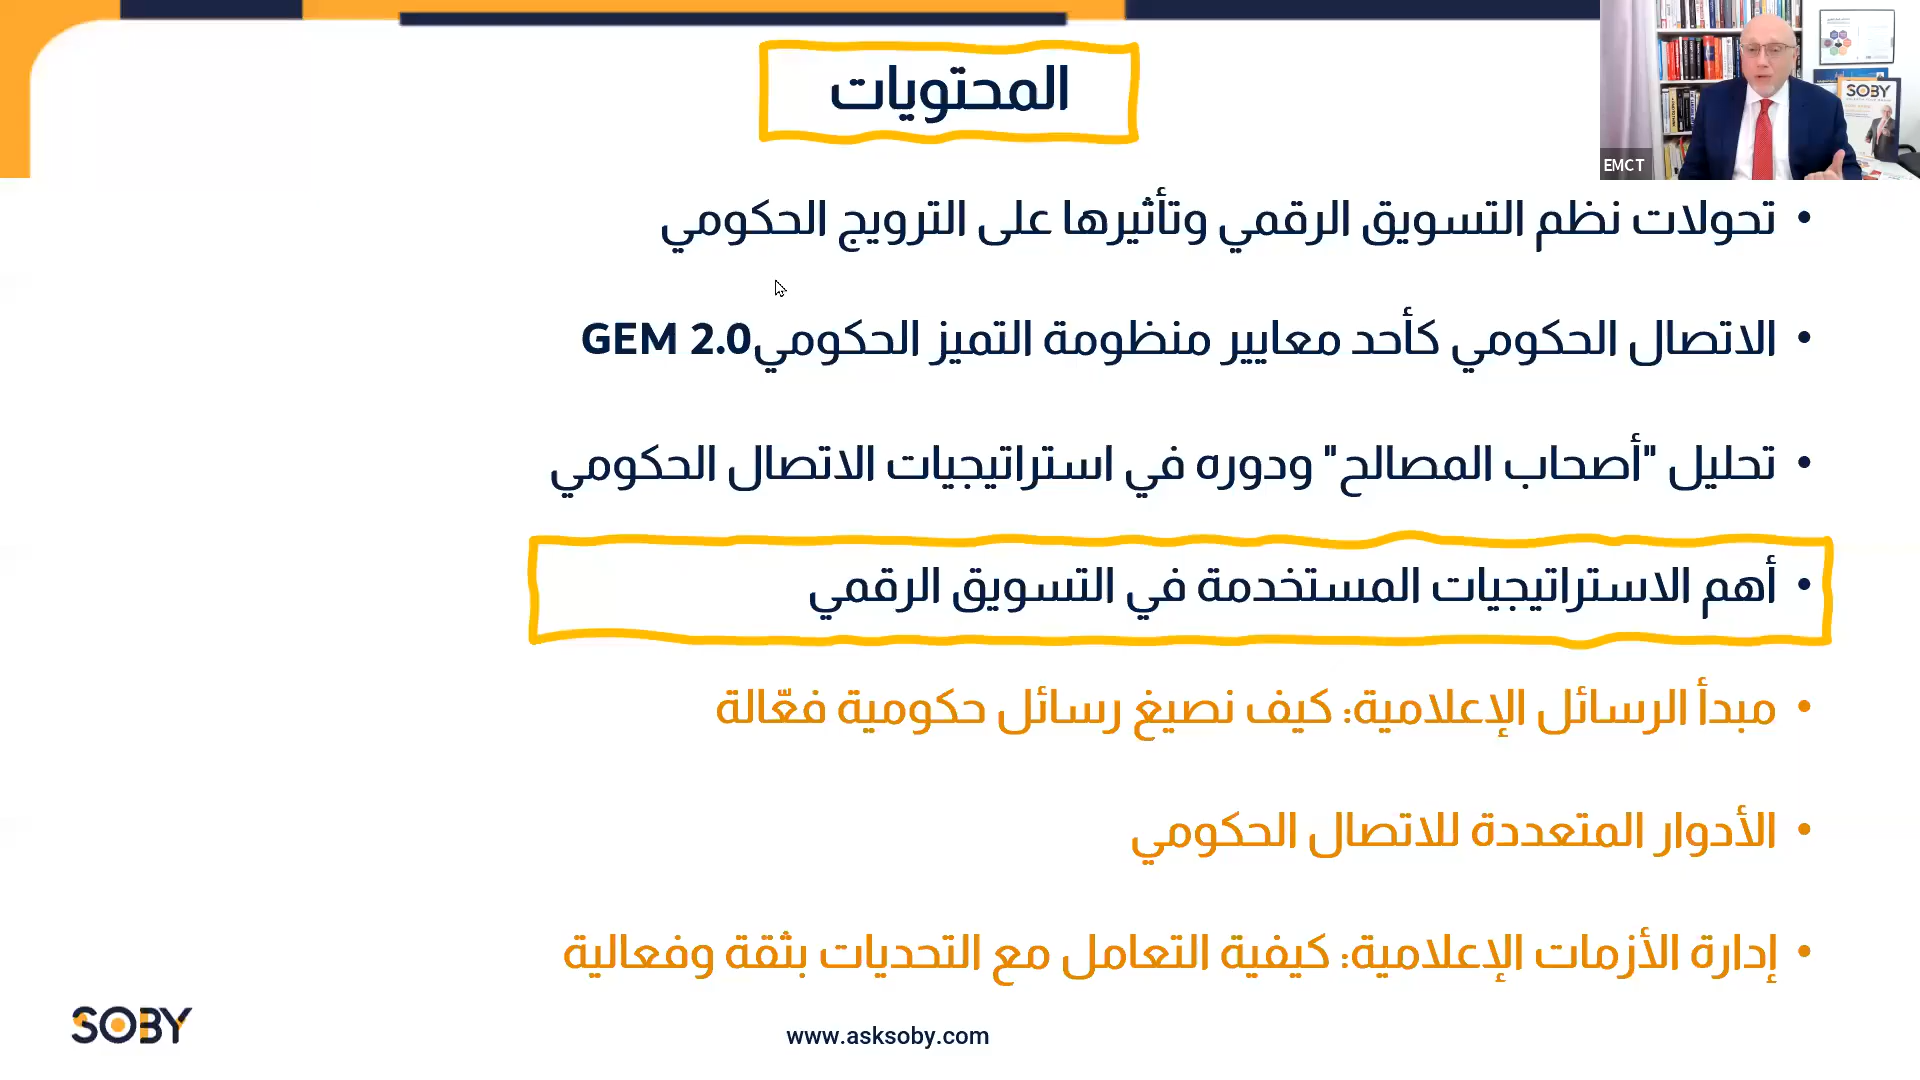 المحتويات
SOBY
EMCT
• تحولات نظم التسويق الرقمي وتأثيرها على الترويج الحكومي
• الاتصال الحكومي كأحد معايير منظومة التميز الحكومي GEM 2.0
• تحليل "أصحاب المصالح" ودوره في استراتيجيات الاتصال الحكومي
• أهم الاستراتيجيات المستخدمة في التسويق الرقمي
• مبدأ الرسائل الإعلامية: كيف نصيغ رسائل حكومية فعّالة
• الأدوار المتعددة للاتصال الحكومي
• إدارة الأزمات الإعلامية: كيفية التعامل مع التحديات بثقة وفعالية
SOBY
www.asksoby.com